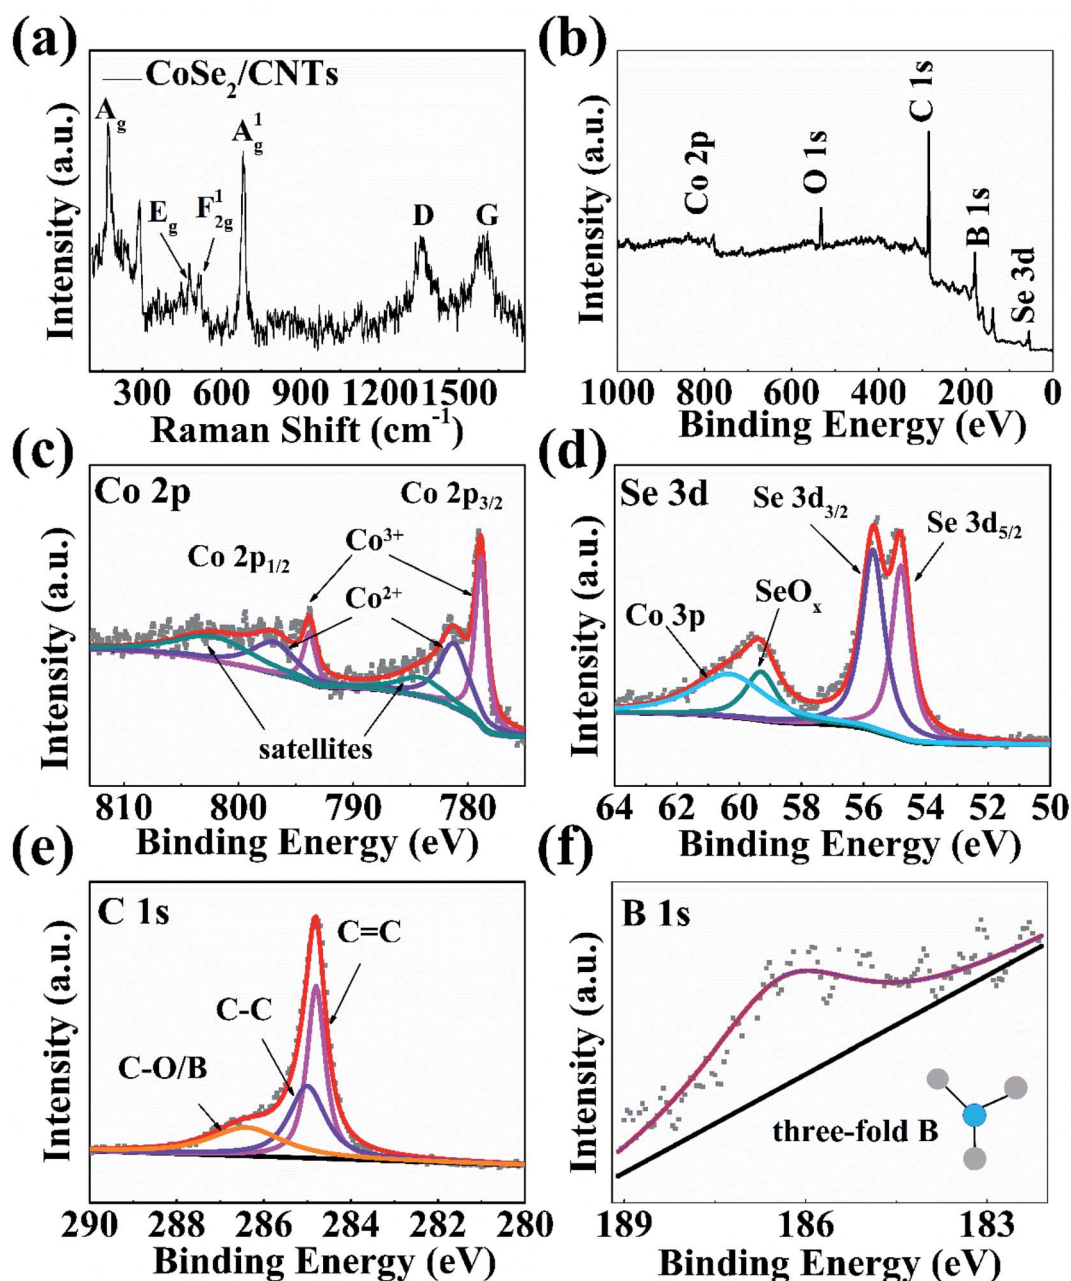 (a)
CoSe2/CNTs
Ag
Eg
F12g
A1g
D
G
Intensity (a.u.)
300 600 900 1200 1500
Raman Shift (cm-1)
(b)
Co 2p
O 1s
C 1s
B 1s
Se 3d
Intensity (a.u.)
1000 800 600 400 200 0
Binding Energy (eV)
(c)
Co 2p
Co 2p3/2
Co 2p1/2
Co3+
Co2+
satellites
Intensity (a.u.)
810 800 790 780
Binding Energy (eV)
(d)
Se 3d
Se 3d3/2
Se 3d5/2
SeOx
Co 3p
Intensity (a.u.)
64 62 60 58 56 54 52 50
Binding Energy (eV)
(e)
C 1s
C=C
C-C
C-O/B
Intensity (a.u.)
290 288 286 284 282 280
Binding Energy (eV)
(f)
B 1s
three-fold B
Intensity (a.u.)
189 186 183
Binding Energy (eV)